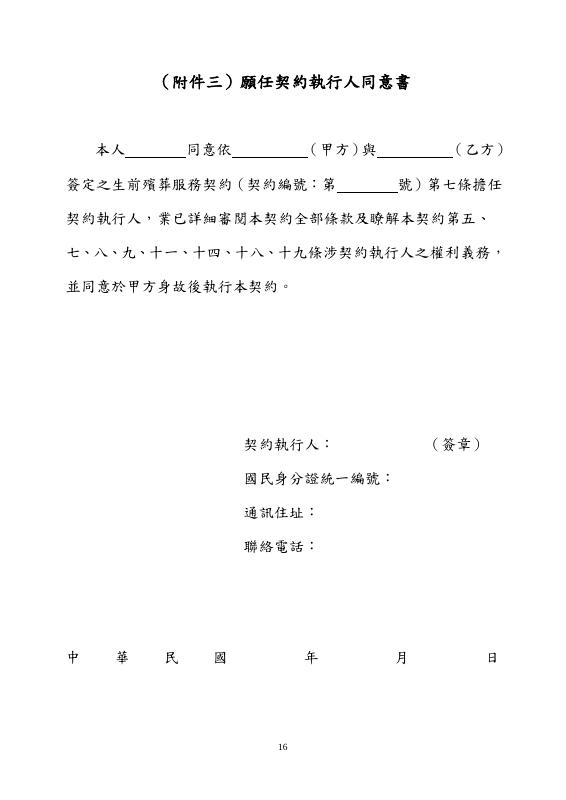 （附件三）願任契約執行人同意書
本人________同意依__________（甲方）與__________（乙方）
簽定之生前殯葬服務契約（契約編號：第________號）第七條擔任
契約執行人，業已詳細審閱本契約全部條款及瞭解本契約第五、
七、八、九、十一、十四、十八、十九條涉契約執行人之權利義務，
並同意於甲方身故後執行本契約。
契約執行人：　　　　　　（簽章）
國民身分證統一編號：
通訊住址：
聯絡電話：
中　華　民　國　　　年　　　月　　　日
16